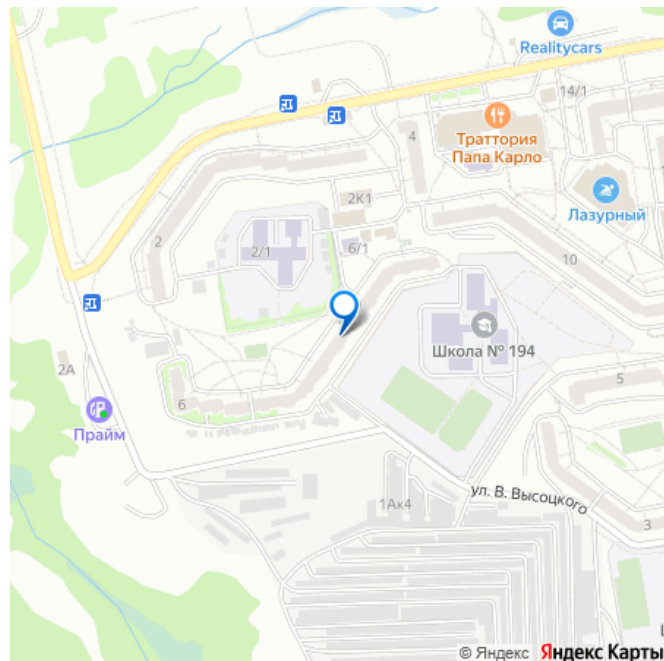 Realitycars
14/1
Траттория
Папа Карло
4
2К1
Лазурный
2
2/1
6/1
10
Школа № 194
5
2А
6
Прайм
ул. В. Высоцкого
1Ак4
3
© Яндекс Яндекс Карты